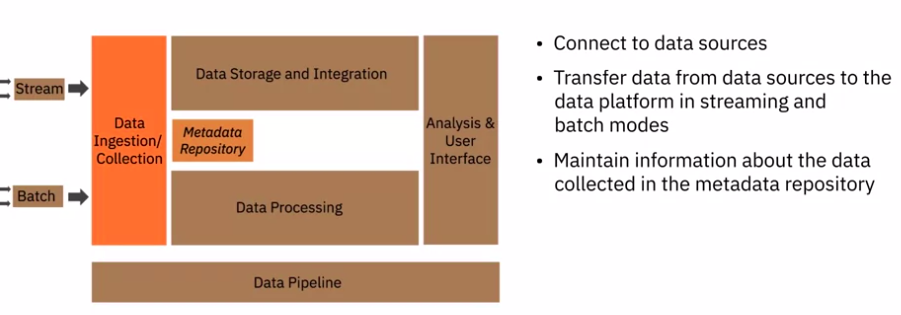 Stream
Batch
Data
Ingestion/
Collection
Data Storage and Integration
Metadata
Repository
Data Processing
Analysis &
User
Interface
Data Pipeline
• Connect to data sources
• Transfer data from data sources to the
data platform in streaming and
batch modes
• Maintain information about the data
collected in the metadata repository